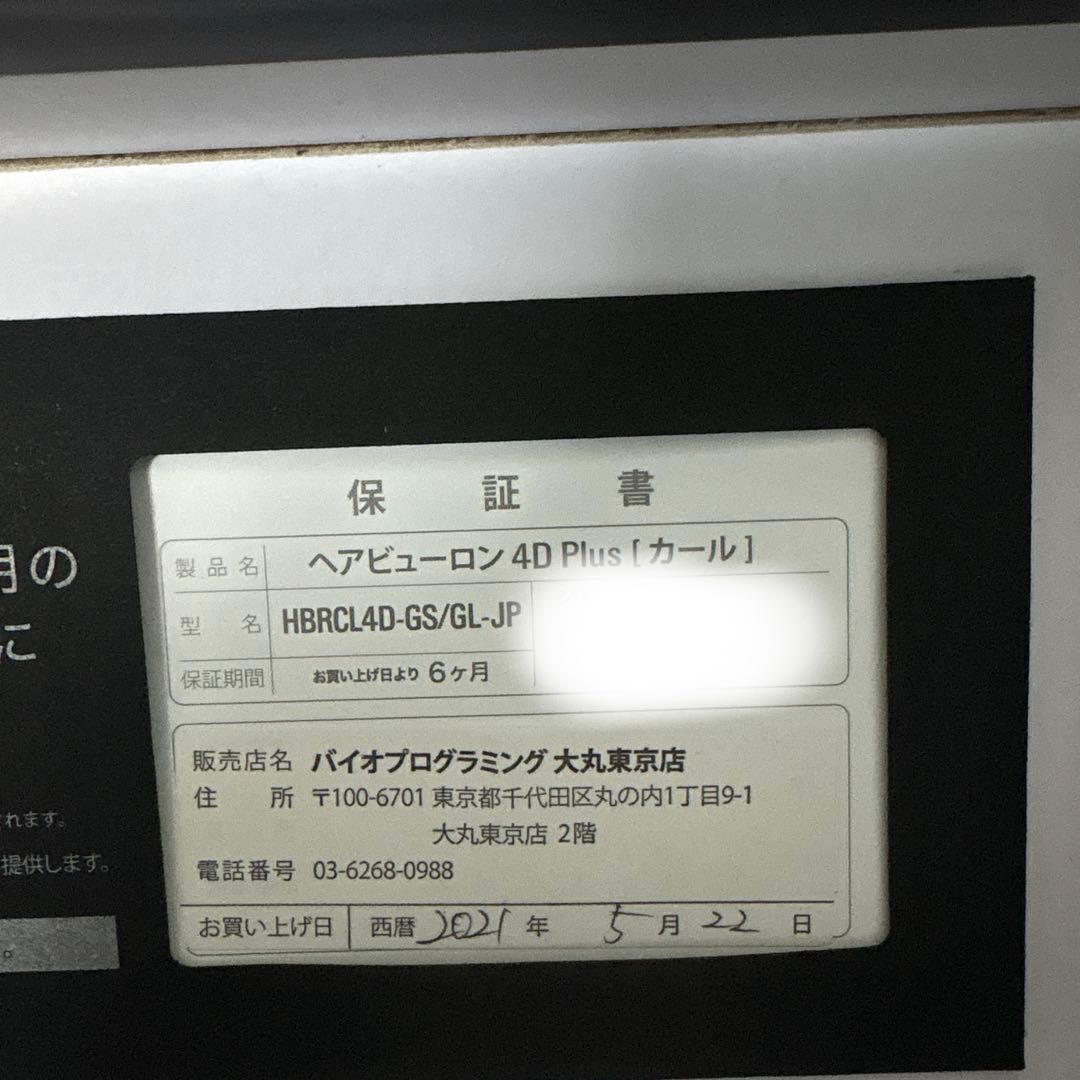 月の
に
されます。
提供します。
。
保証書
製品名 ヘアビューロン 4D Plus [カール]
型名 HBRCL4D-GS/GL-JP
保証期間 お買い上げ日より 6ヶ月
販売店名 バイオプログラミング 大丸東京店
住所 〒100-6701 東京都千代田区丸の内1丁目9-1
大丸東京店 2階
電話番号 03-6268-0988
お買い上げ日 西暦 2021 年 5 月 22 日